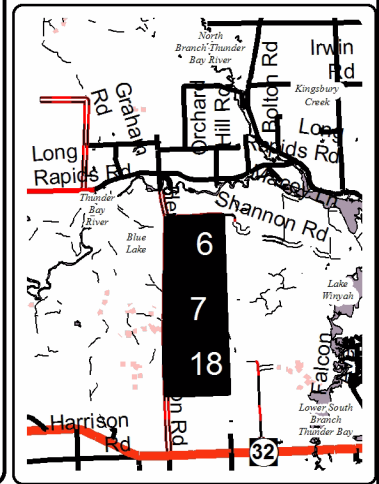 North
Branch-Thunder
Bay River
Irwin
Rd
Bolton Rd
Kingsbury
Creek
Graham
Rd
Orchard
Hill Rd
Long
Rapids Rd
Long
Rapids Rd
Thunder
Bay
River
Shannon Rd
Blue
Lake
6
Lake
Winyah
7
18
Falcon
Lower South
Branch
Thunder Bay
Harrison
Rd
on Rd
32